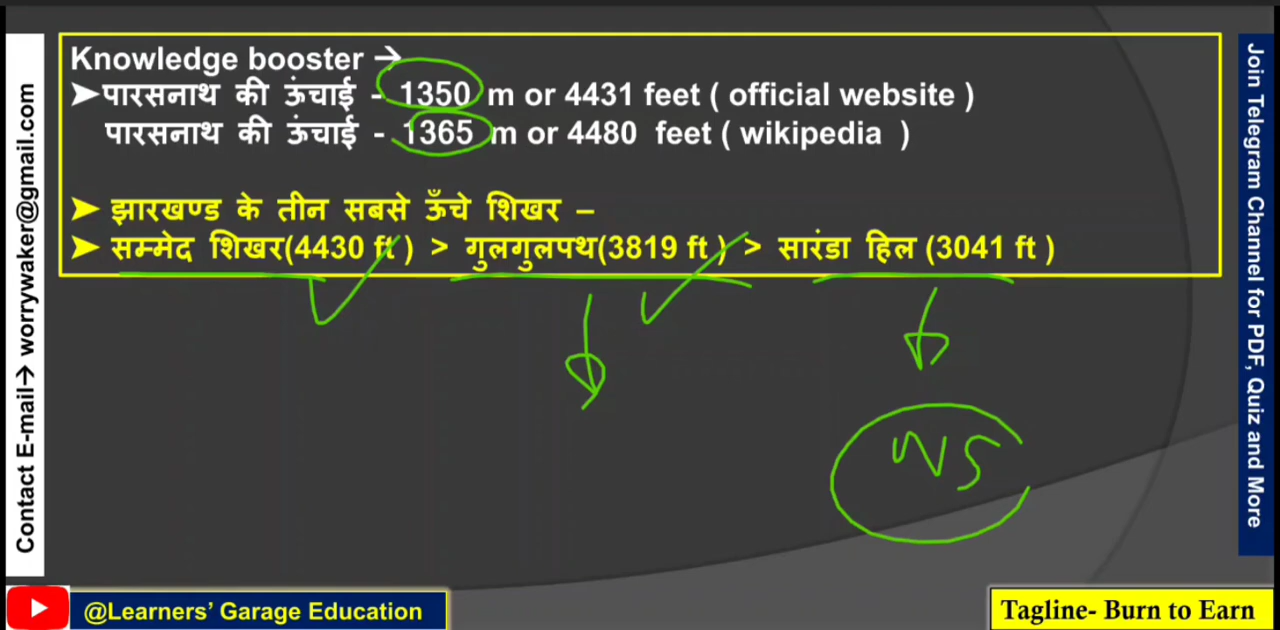 Knowledge booster →
➤पारसनाथ की ऊंचाई - 1350 m or 4431 feet ( official website )
पारसनाथ की ऊंचाई - 1365 m or 4480 feet ( wikipedia )
➤ झारखण्ड के तीन सबसे ऊँचे शिखर –
➤ सम्मेद शिखर(4430 ft ) > गुलगुलपथ(3819 ft ) > सारंडा हिल (3041 ft )
WS
Contact E-mail→ worrywaker@gmail.com
Join Telegram Channel for PDF, Quiz and More
@Learners’ Garage Education
Tagline- Burn to Earn